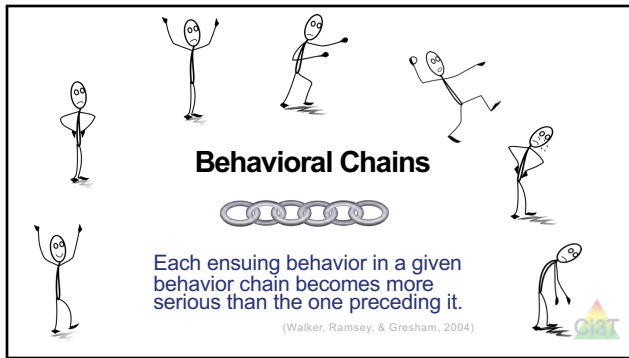 Behavioral Chains
Each ensuing behavior in a given
behavior chain becomes more
serious than the one preceding it.
(Walker, Ramsey, & Gresham, 2004)
Ci3T